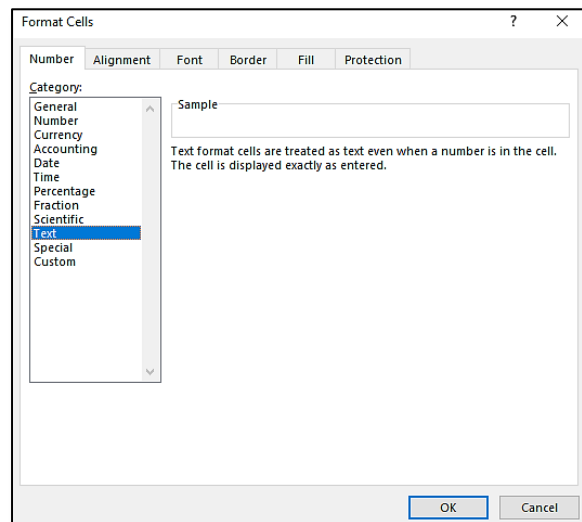 Format Cells ? ×
Number Alignment Font Border Fill Protection
Category:
General
Number
Currency
Accounting
Date
Time
Percentage
Fraction
Scientific
Text
Special
Custom
Sample
Text format cells are treated as text even when a number is in the cell.
The cell is displayed exactly as entered.
OK Cancel